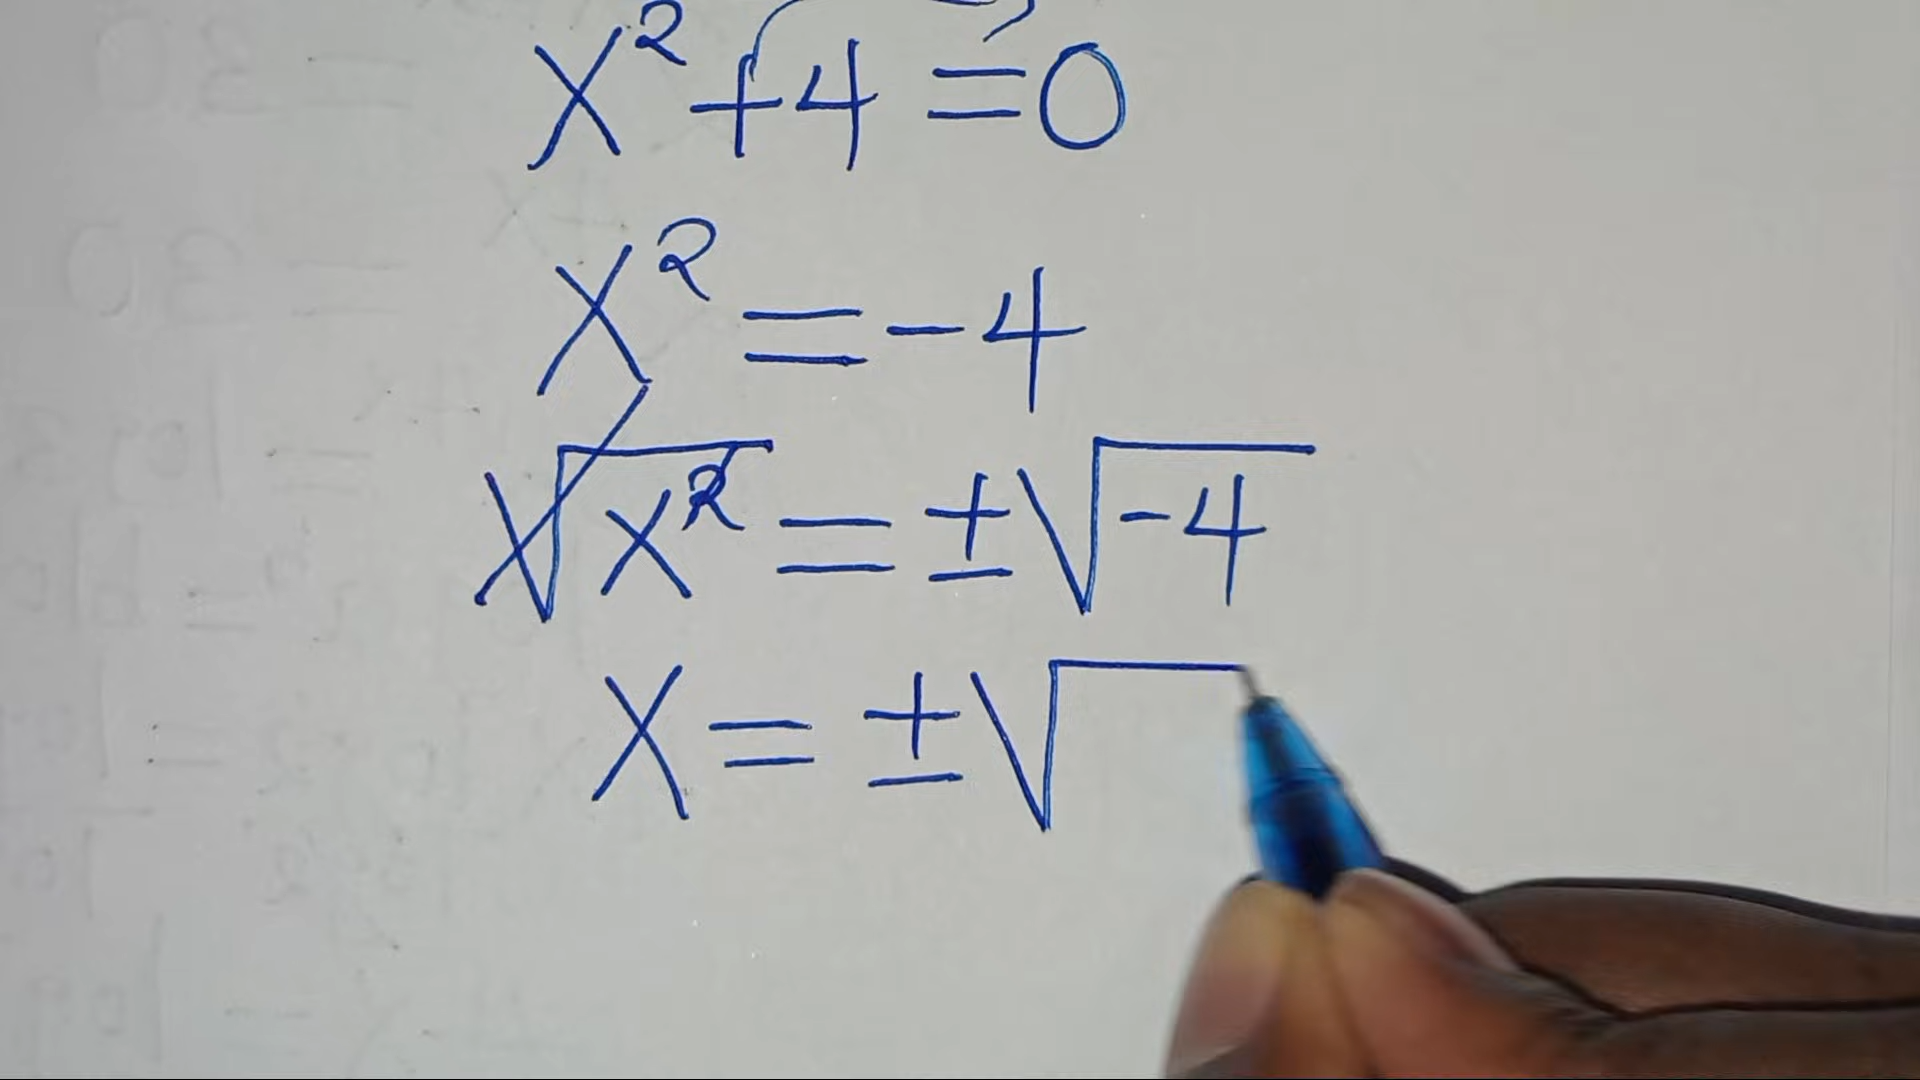 x² + 4 = 0
x² = -4
√x² = ±√-4
x = ±√